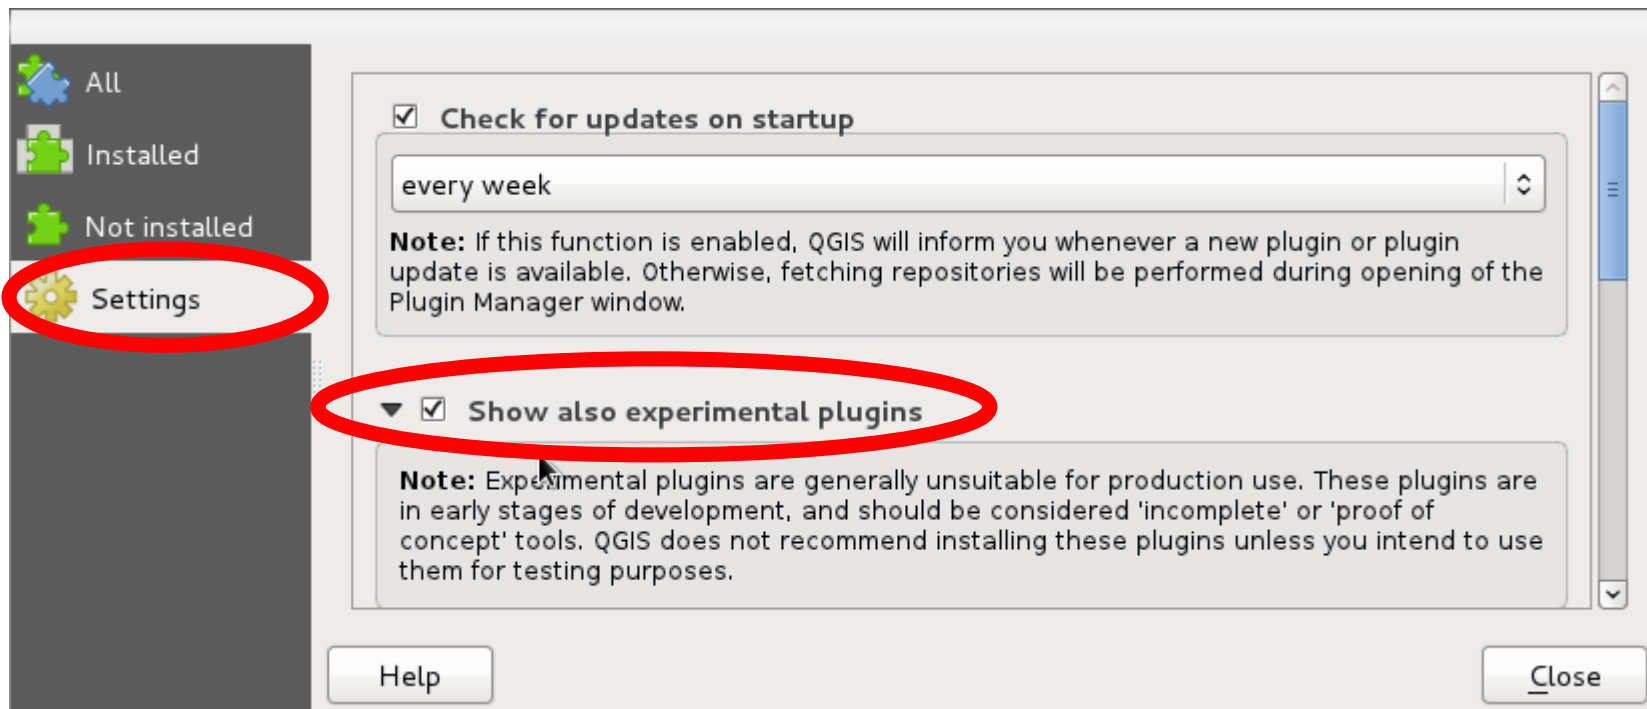 All
Installed
Not installed
Settings
Check for updates on startup
every week
Note: If this function is enabled, QGIS will inform you whenever a new plugin or plugin
update is available. Otherwise, fetching repositories will be performed during opening of the
Plugin Manager window.
Show also experimental plugins
Note: Experimental plugins are generally unsuitable for production use. These plugins are
in early stages of development, and should be considered 'incomplete' or 'proof of
concept' tools. QGIS does not recommend installing these plugins unless you intend to use
them for testing purposes.
Help
Close